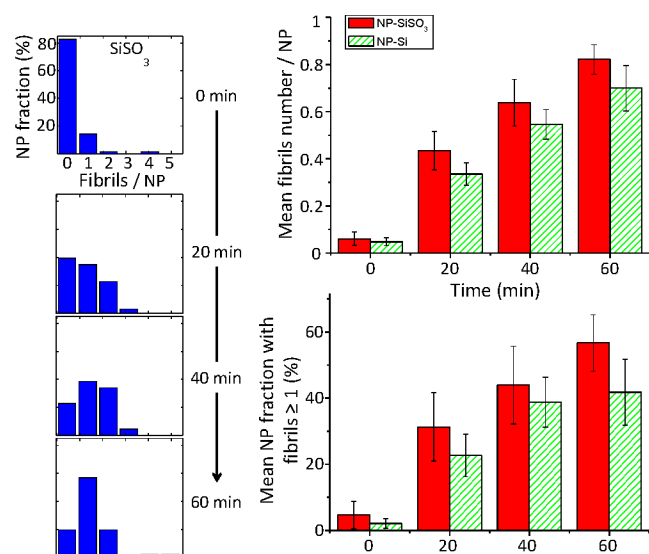 NP fraction (%)
80
60
40
20
SiSO3
0 1 2 3 4 5
Fibrils / NP
0 min
20 min
40 min
60 min
Mean fibrils number / NP
1
0.8
0.6
0.4
0.2
0
NP-SiSO3
NP-Si
0 20 40 60
Time (min)
Mean NP fraction with
fibrils ≥ 1 (%)
60
40
20
0
0 20 40 60